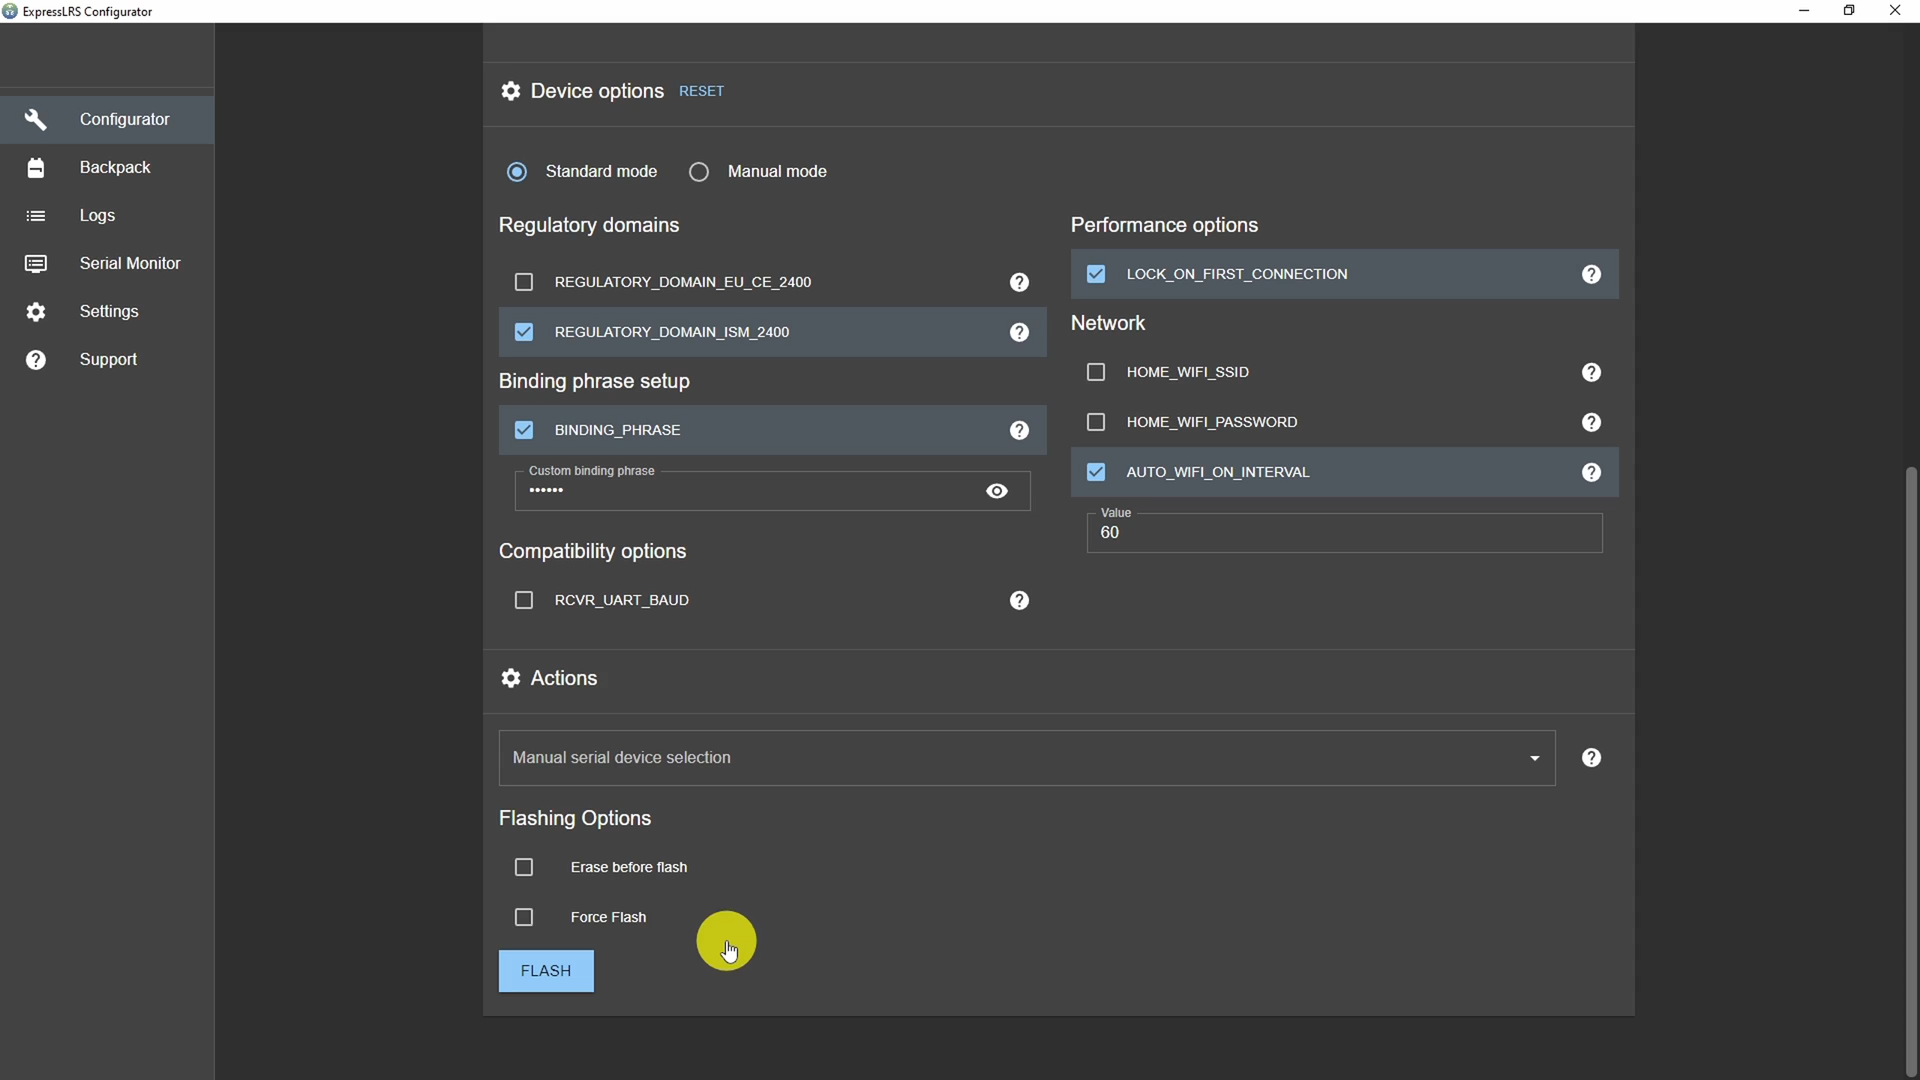 ExpressLRS Configurator
Configurator
Backpack
Logs
Serial Monitor
Settings
Support
Device options RESET
Standard mode Manual mode
Regulatory domains
REGULATORY_DOMAIN_EU_CE_2400
REGULATORY_DOMAIN_ISM_2400
Binding phrase setup
BINDING_PHRASE
Custom binding phrase
••••••
Compatibility options
RCVR_UART_BAUD
Performance options
LOCK_ON_FIRST_CONNECTION
Network
HOME_WIFI_SSID
HOME_WIFI_PASSWORD
AUTO_WIFI_ON_INTERVAL
Value
60
Actions
Manual serial device selection
Flashing Options
Erase before flash
Force Flash
FLASH